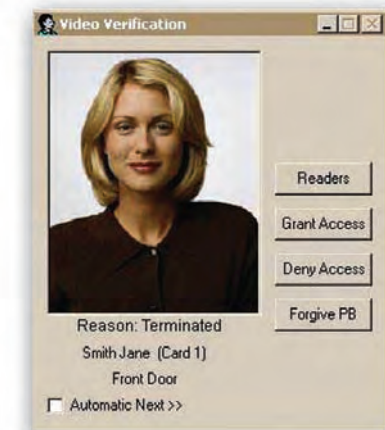 Video Verification
Readers
Grant Access
Deny Access
Forgive PB
Reason: Terminated
Smith Jane (Card 1)
Front Door
Automatic Next >>